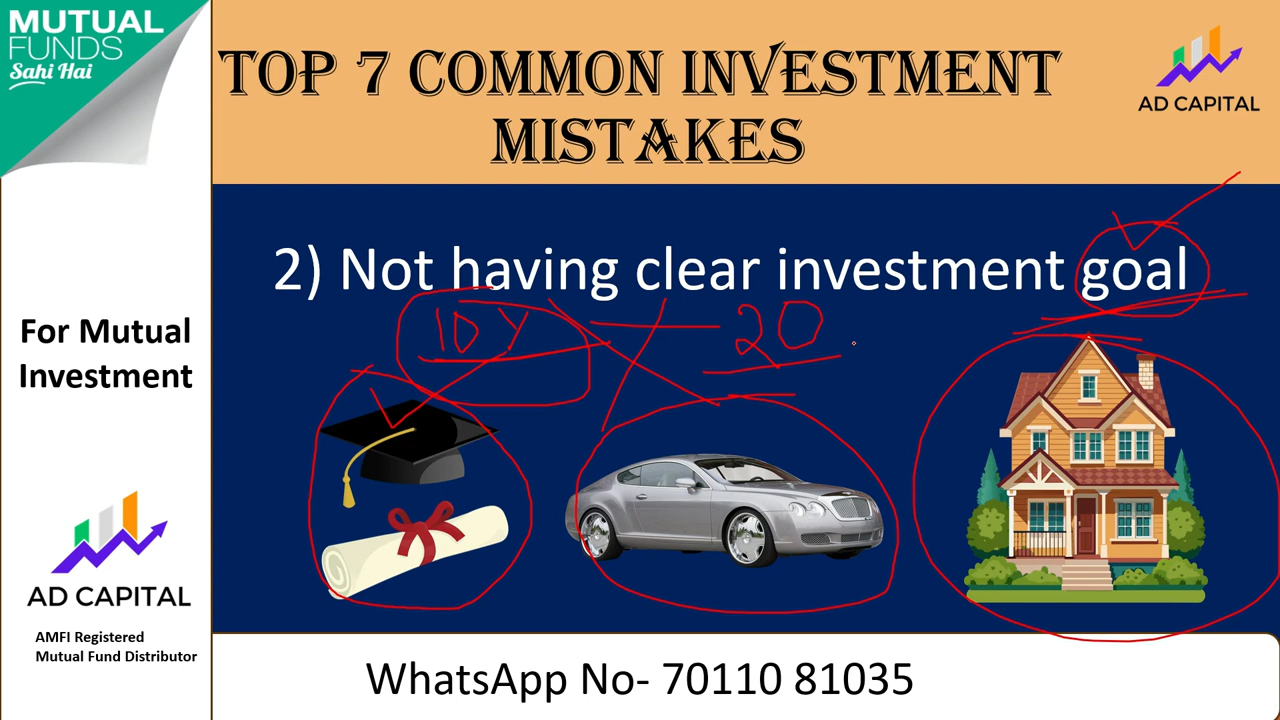 MUTUAL
FUNDS
Sahi Hai
TOP 7 COMMON INVESTMENT
MISTAKES
AD CAPITAL
2) Not having clear investment goal
10 Y
20
For Mutual
Investment
AD CAPITAL
AMFI Registered
Mutual Fund Distributor
WhatsApp No- 70110 81035